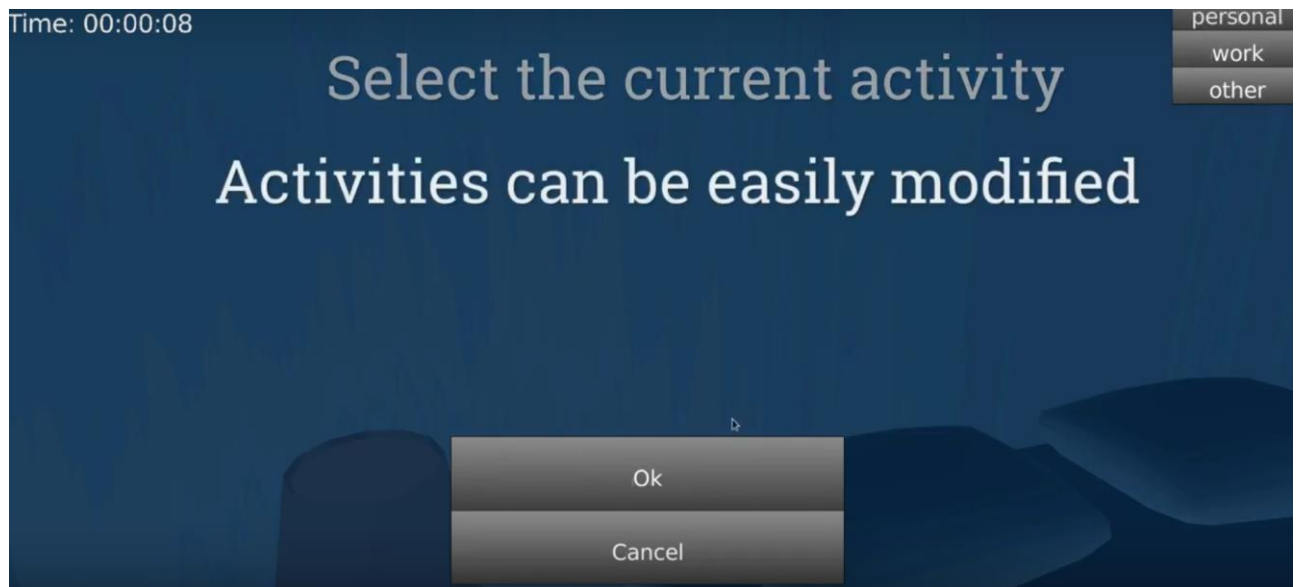 Time: 00:00:08
personal
work
other
Select the current activity
Activities can be easily modified
Ok
Cancel